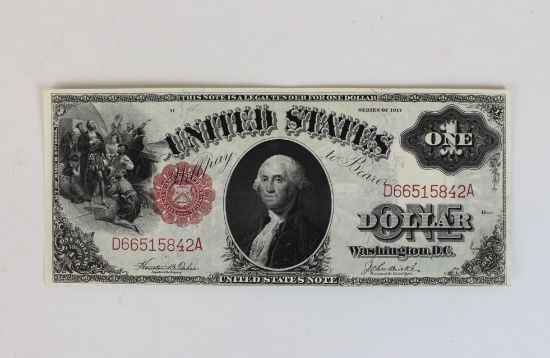 THIS NOTE IS A LEGAL TENDER FOR ONE DOLLAR
SERIES OF 1917
UNITED STATES
Will Pay to Bearer
ONE
D66515842A
D66515842A
ONE DOLLAR
Washington, D.C.
UNITED STATES NOTE